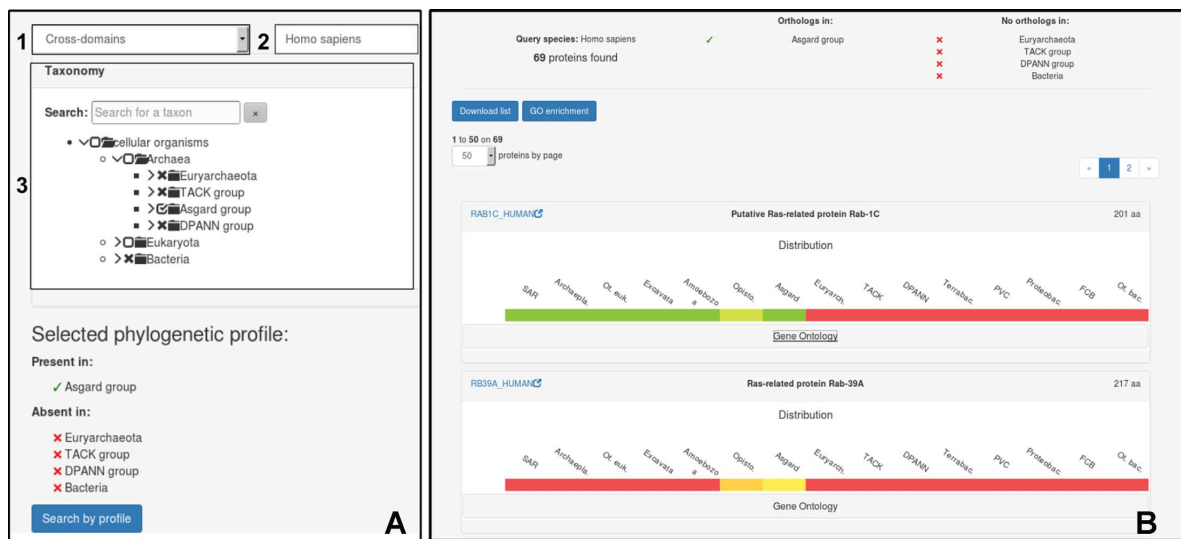 1 Cross-domains 2 Homo sapiens
3
Taxonomy
Search: Search for a taxon ×
cellular organisms
Archaea
Euryarchaeota
TACK group
Asgard group
DPANN group
Eukaryota
Bacteria
Selected phylogenetic profile:
Present in:
✓ Asgard group
Absent in:
× Euryarchaeota
× TACK group
× DPANN group
× Bacteria
Search by profile
A
Orthologs in: No orthologs in:
Query species: Homo sapiens ✓ Asgard group × Euryarchaeota
69 proteins found × TACK group
× DPANN group
× Bacteria
Download list GO enrichment
1 to 50 on 69
50 proteins by page
« 1 2 »
RAB1C_HUMAN Putative Ras-related protein Rab-1C 201 aa
Distribution
SAR Archaepla. Ot. euk. Excavata Amoebozoa Opisto. Asgard Euryarch. TACK DPANN Terrabac. PVC Proteobac. FCB Ot. bac.
Gene Ontology
RB39A_HUMAN Ras-related protein Rab-39A 217 aa
Distribution
SAR Archaepla. Ot. euk. Excavata Amoebozoa Opisto. Asgard Euryarch. TACK DPANN Terrabac. PVC Proteobac. FCB Ot. bac.
Gene Ontology
B